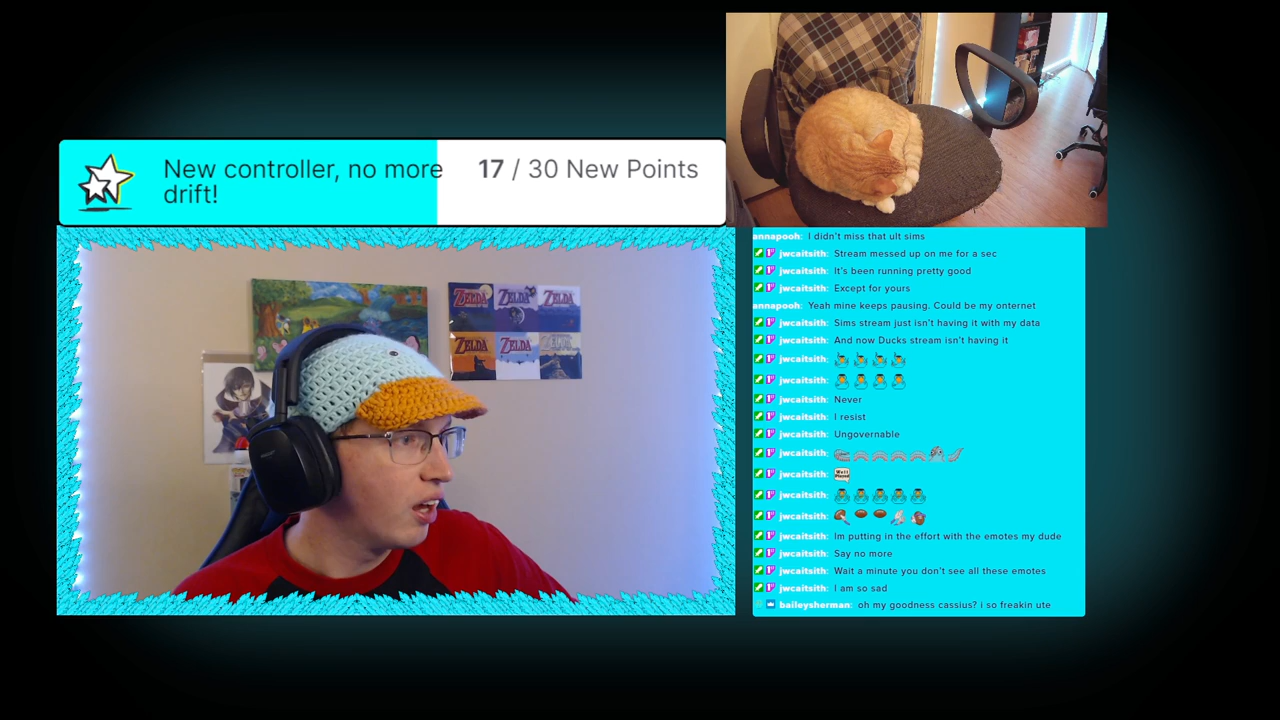 New controller, no more
drift!
17 / 30 New Points
ZELDA ZELDA ZELDA
ZELDA ZELDA ZELDA
annapooh: I didn't miss that ult sims
jwcaitsith: Stream messed up on me for a sec
jwcaitsith: It's been running pretty good
jwcaitsith: Except for yours
annapooh: Yeah mine keeps pausing. Could be my onternet
jwcaitsith: Sims stream just isn't having it with my data
jwcaitsith: And now Ducks stream isn't having it
jwcaitsith:
jwcaitsith:
jwcaitsith: Never
jwcaitsith: I resist
jwcaitsith: Ungovernable
jwcaitsith:
jwcaitsith: Well
jwcaitsith:
jwcaitsith:
jwcaitsith: Im putting in the effort with the emotes my dude
jwcaitsith: Say no more
jwcaitsith: Wait a minute you don't see all these emotes
jwcaitsith: I am so sad
baileysherman: oh my goodness cassius? i so freakin ute